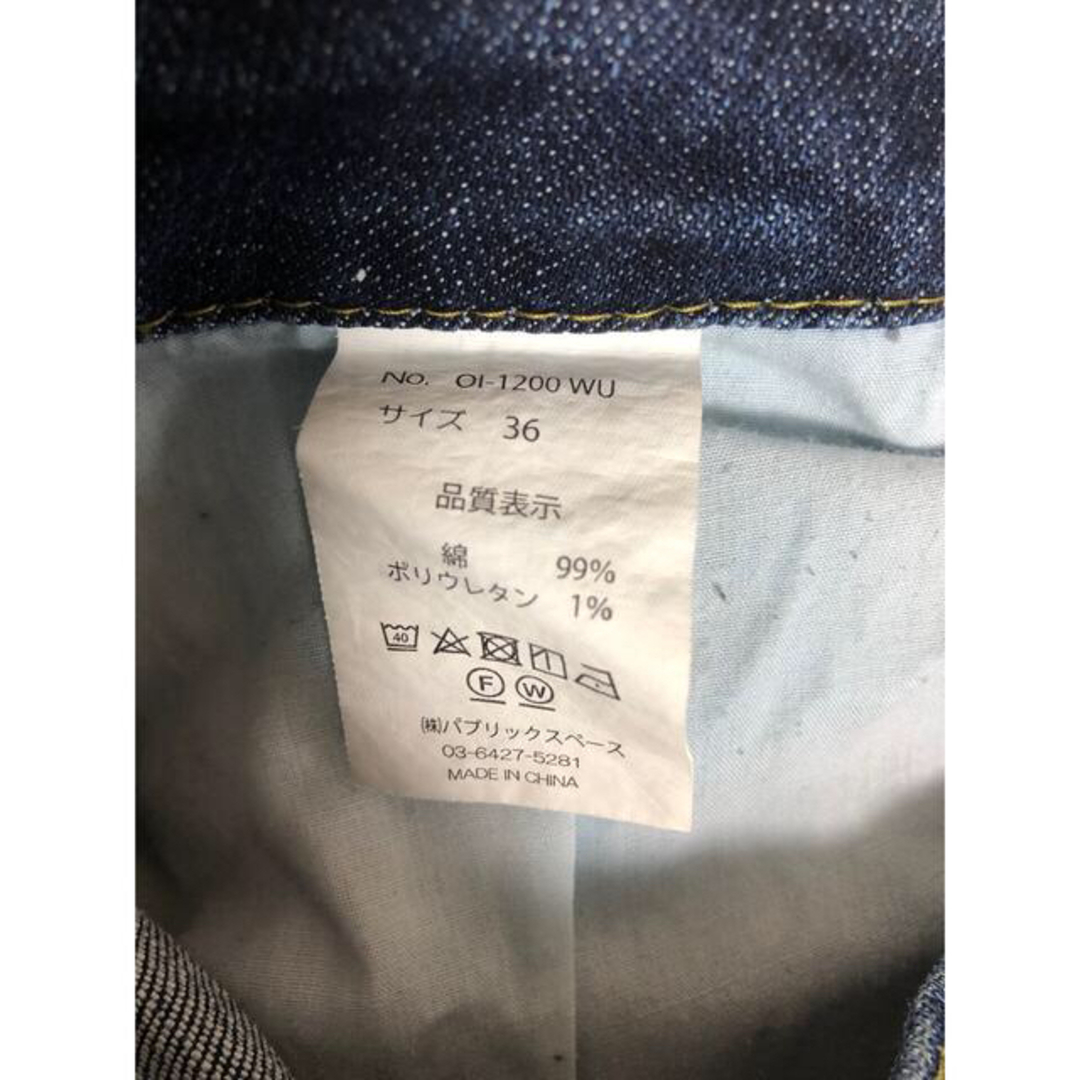 No. OI-1200 WU
サイズ 36
品質表示
綿 99%
ポリウレタン 1%
40
F W
㈱パブリックスペース
03-6427-5281
MADE IN CHINA